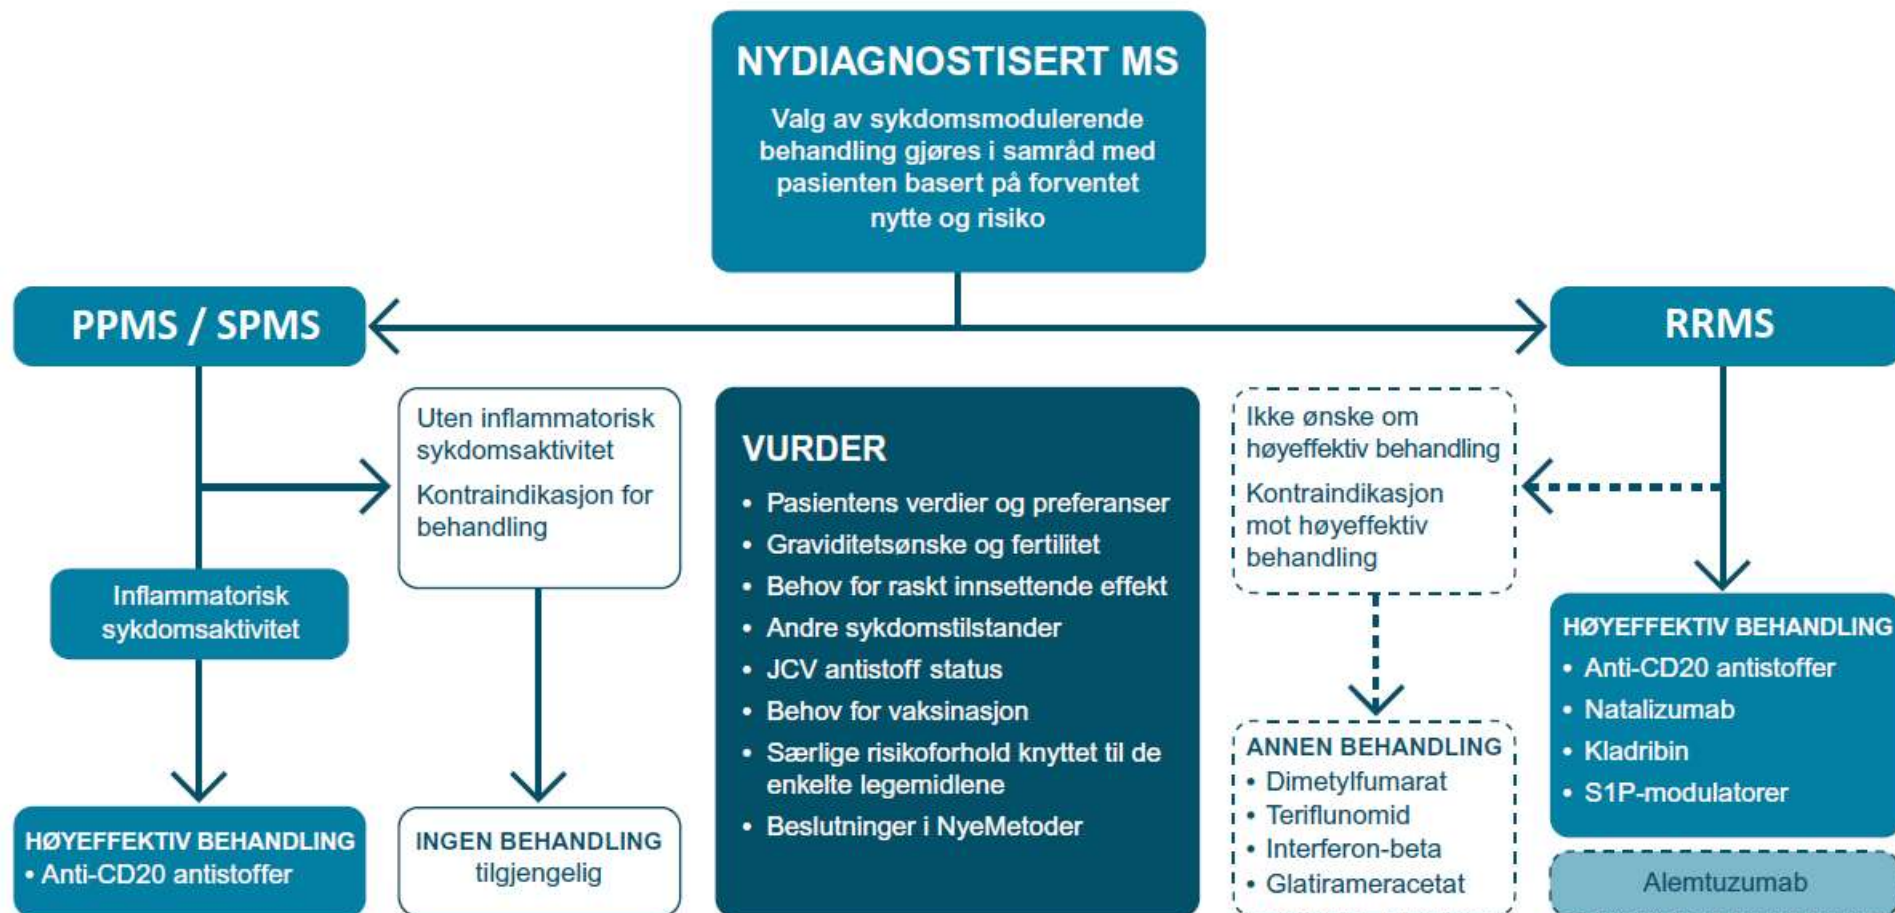 NYDIAGNOSTISERT MS
Valg av sykdomsmodulerende
behandling gjøres i samråd med
pasienten basert på forventet
nytte og risiko
PPMS / SPMS
RRMS
Uten inflammatorisk
sykdomsaktivitet
Kontraindikasjon for
behandling
Inflammatorisk
sykdomsaktivitet
HØYEFFEKTIV BEHANDLING
• Anti-CD20 antistoffer
INGEN BEHANDLING
tilgjengelig
VURDER
• Pasientens verdier og preferanser
• Graviditetsønske og fertilitet
• Behov for raskt innsettende effekt
• Andre sykdomstilstander
• JCV antistoff status
• Behov for vaksinasjon
• Særlige risikoforhold knyttet til de
enkelte legemidlene
• Beslutninger i NyeMetoder
Ikke ønske om
høyeffektiv behandling
Kontraindikasjon
mot høyeffektiv
behandling
ANNEN BEHANDLING
• Dimetylfumarat
• Teriflunomid
• Interferon-beta
• Glatirameracetat
HØYEFFEKTIV BEHANDLING
• Anti-CD20 antistoffer
• Natalizumab
• Kladribin
• S1P-modulatorer
Alemtuzumab